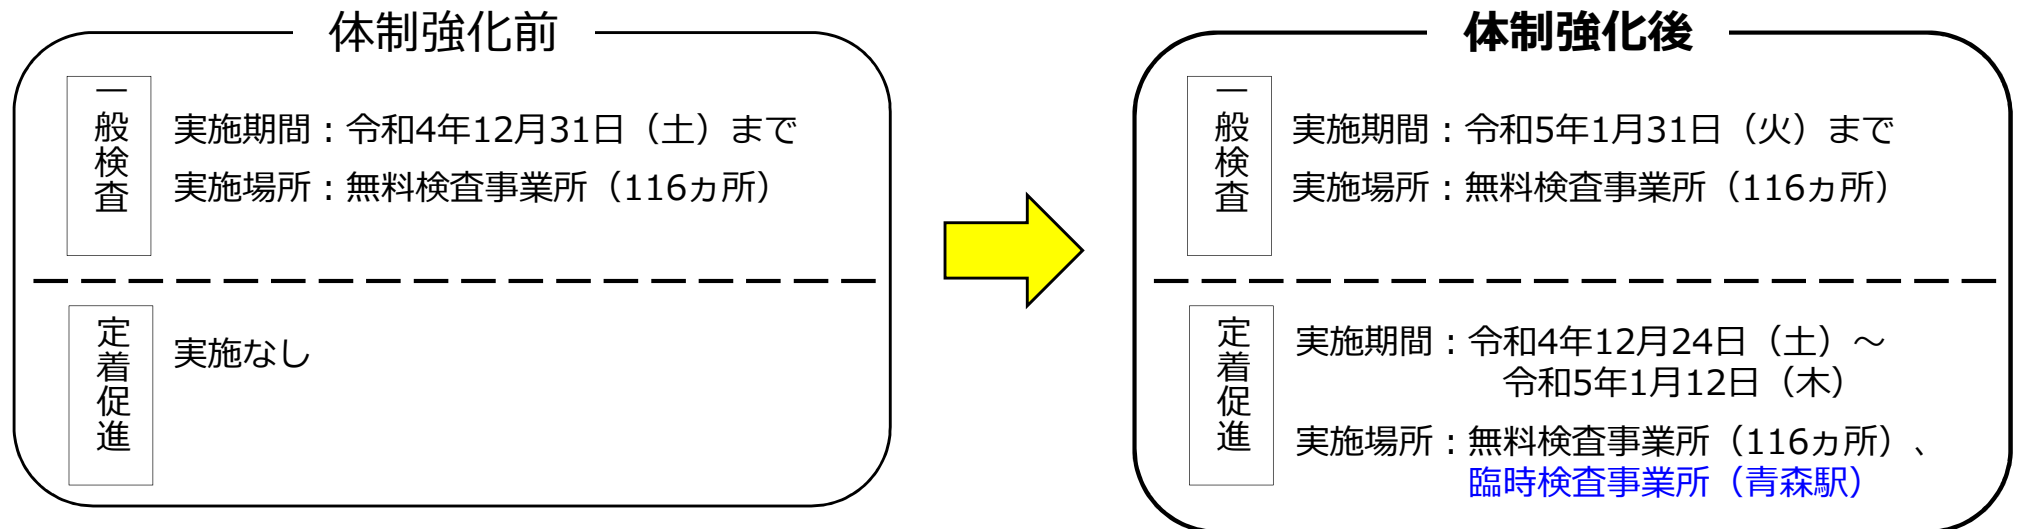 体制強化前
一般検査
実施期間：令和4年12月31日（土）まで
実施場所：無料検査事業所（116ヵ所）
定着促進
実施なし
体制強化後
一般検査
実施期間：令和5年1月31日（火）まで
実施場所：無料検査事業所（116ヵ所）
定着促進
実施期間：令和4年12月24日（土）～
令和5年1月12日（木）
実施場所：無料検査事業所（116ヵ所）、
臨時検査事業所（青森駅）